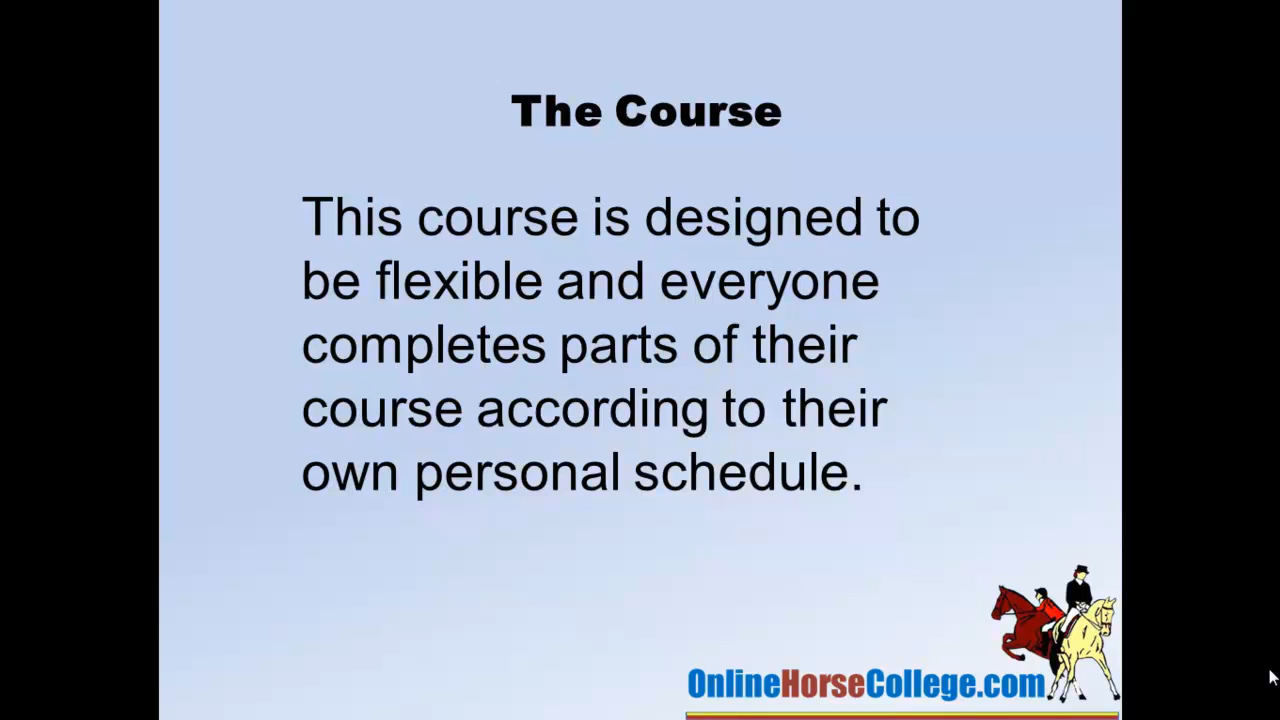 The Course
This course is designed to
be flexible and everyone
completes parts of their
course according to their
own personal schedule.
OnlineHorseCollege.com